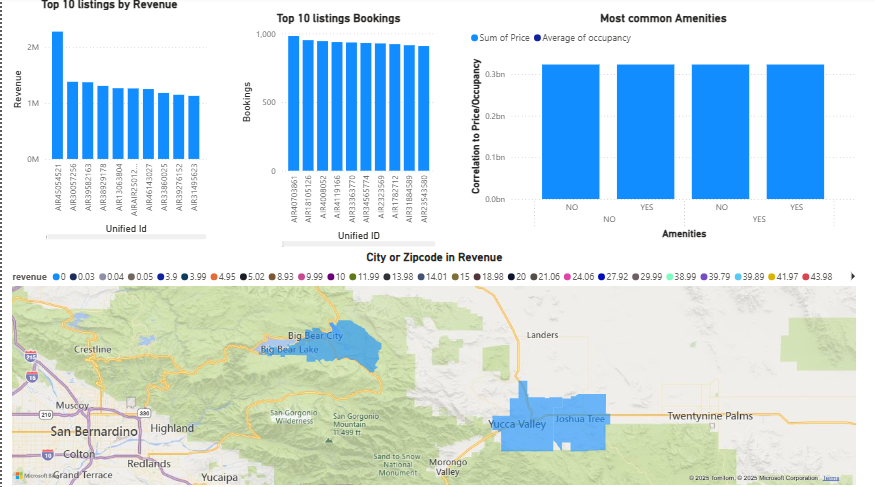 Top 10 listings by Revenue
Revenue
2M
1M
0M
AIR45054521
AIR30057256
AIR39582163
AIR38929178
AIR13063804
AIRAIR25012...
AIR46143027
AIR33860025
AIR39276152
AIR31495623
Unified Id
Top 10 listings Bookings
Bookings
1,000
500
0
AIR40703861
AIR18105126
AIR4008052
AIR4119166
AIR33363770
AIR34565774
AIR2323569
AIR1782712
AIR31884589
AIR23543580
Unified ID
Most common Amenities
Sum of Price Average of occupancy
Correlation to Price/Occupancy
0.3bn
0.2bn
0.1bn
0.0bn
NO YES NO YES
NO YES
Amenities
City or Zipcode in Revenue
revenue 0 0.03 0.04 0.05 3.9 3.99 4.95 5.02 8.93 9.99 10 11.99 13.98 14.01 15 18.98 20 21.06 24.06 27.92 29.99 38.99 39.79 39.89 41.97 43.98
Landers
Big Bear City
Crestline
Big Bear Lake
215
15
Muscoy
210
330
San Gorgonio
Wilderness
San Gorgonio
Mountain
11,499 ft
Yucca Valley
Joshua Tree
Twentynine Palms
San Bernardino
Highland
Colton
10
Redlands
Sand to Snow
National
Monument
Morongo
Valley
Microsoft Bing
Grand Terrace
Yucaipa
© 2025 TomTom, © 2025 Microsoft Corporation Terms